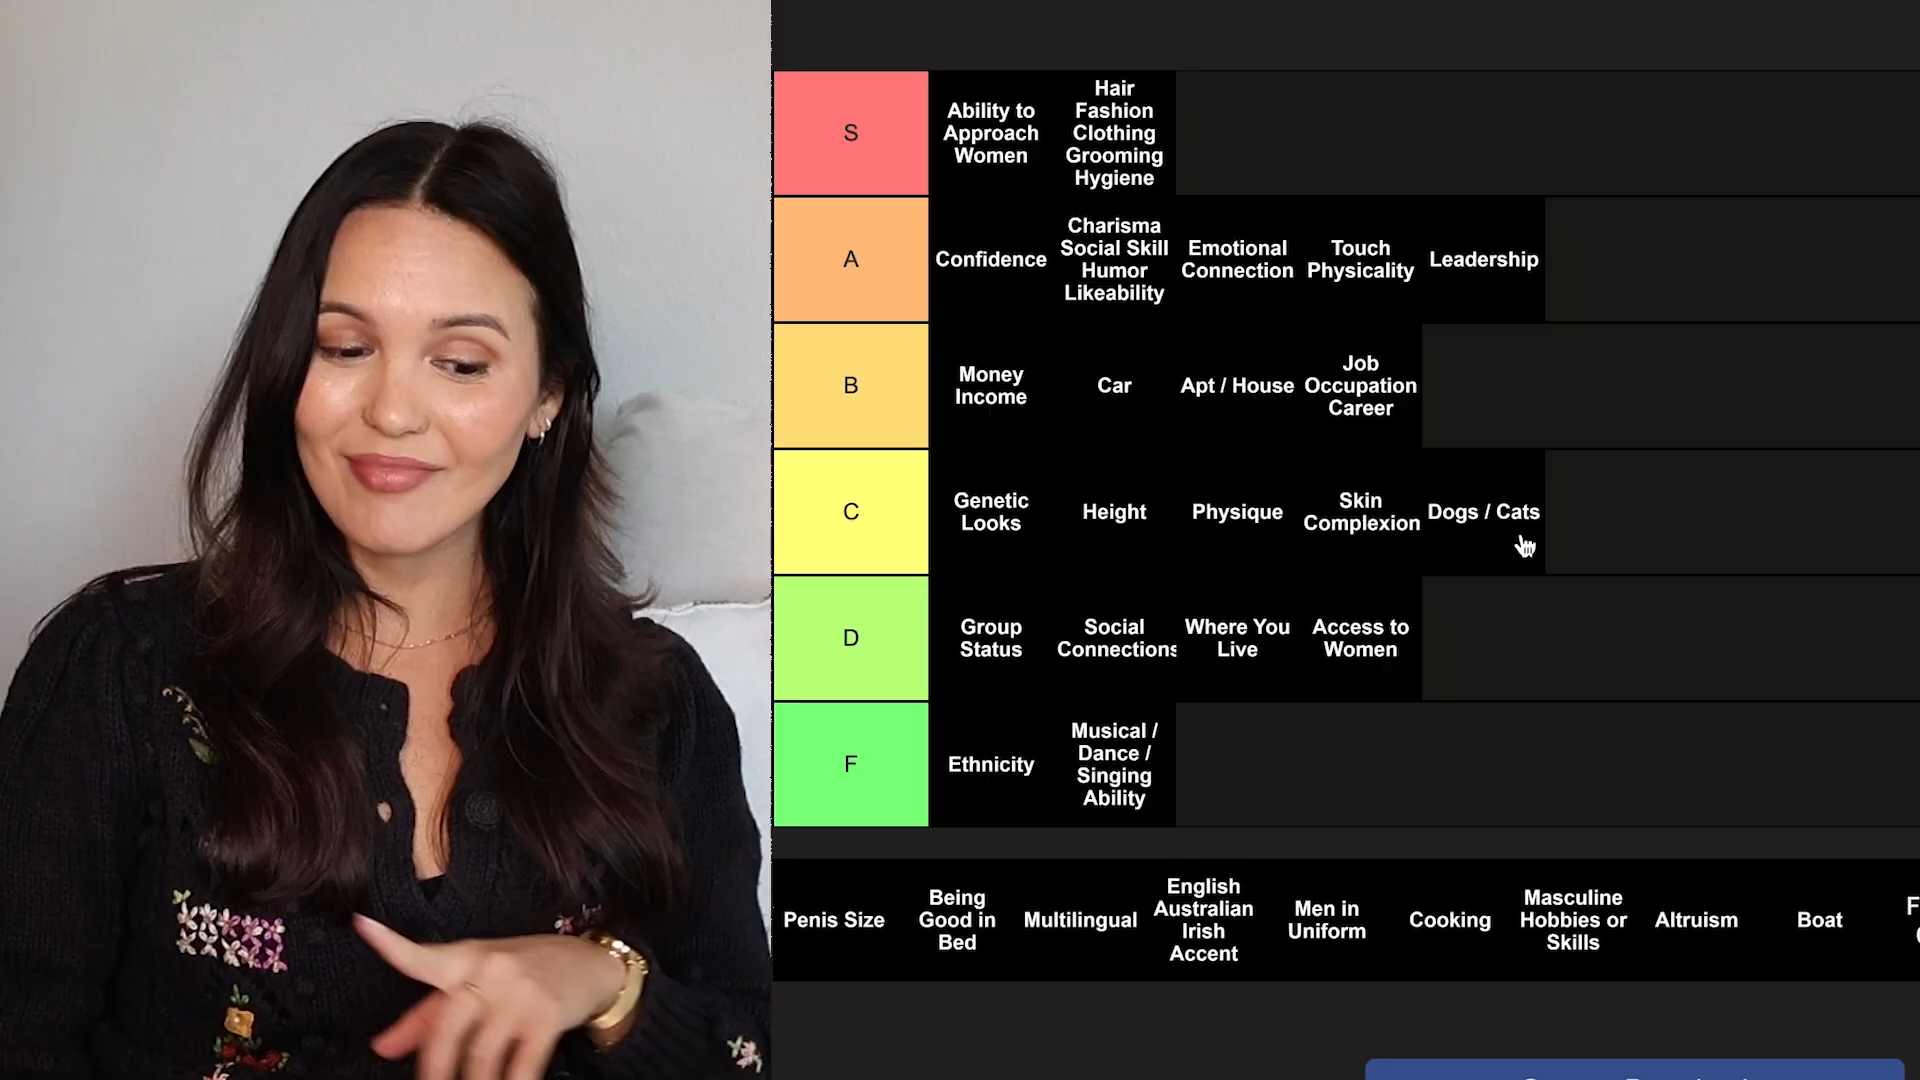 S
Ability to
Approach
Women
Hair
Fashion
Clothing
Grooming
Hygiene
A
Confidence
Charisma
Social Skill
Humor
Likeability
Emotional
Connection
Touch
Physicality
Leadership
B
Money
Income
Car
Apt / House
Job
Occupation
Career
C
Genetic
Looks
Height
Physique
Skin
Complexion
Dogs / Cats
D
Group
Status
Social
Connections
Where You
Live
Access to
Women
F
Ethnicity
Musical /
Dance /
Singing
Ability
Penis Size
Being
Good in
Bed
Multilingual
English
Australian
Irish
Accent
Men in
Uniform
Cooking
Masculine
Hobbies or
Skills
Altruism
Boat